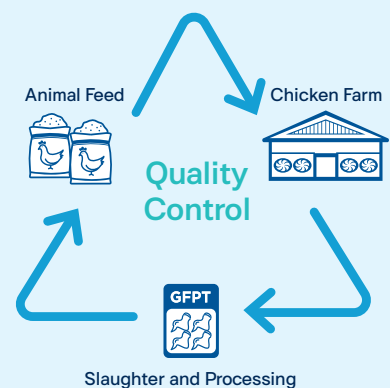 Animal Feed
Chicken Farm
Quality
Control
GFPT
Slaughter and Processing